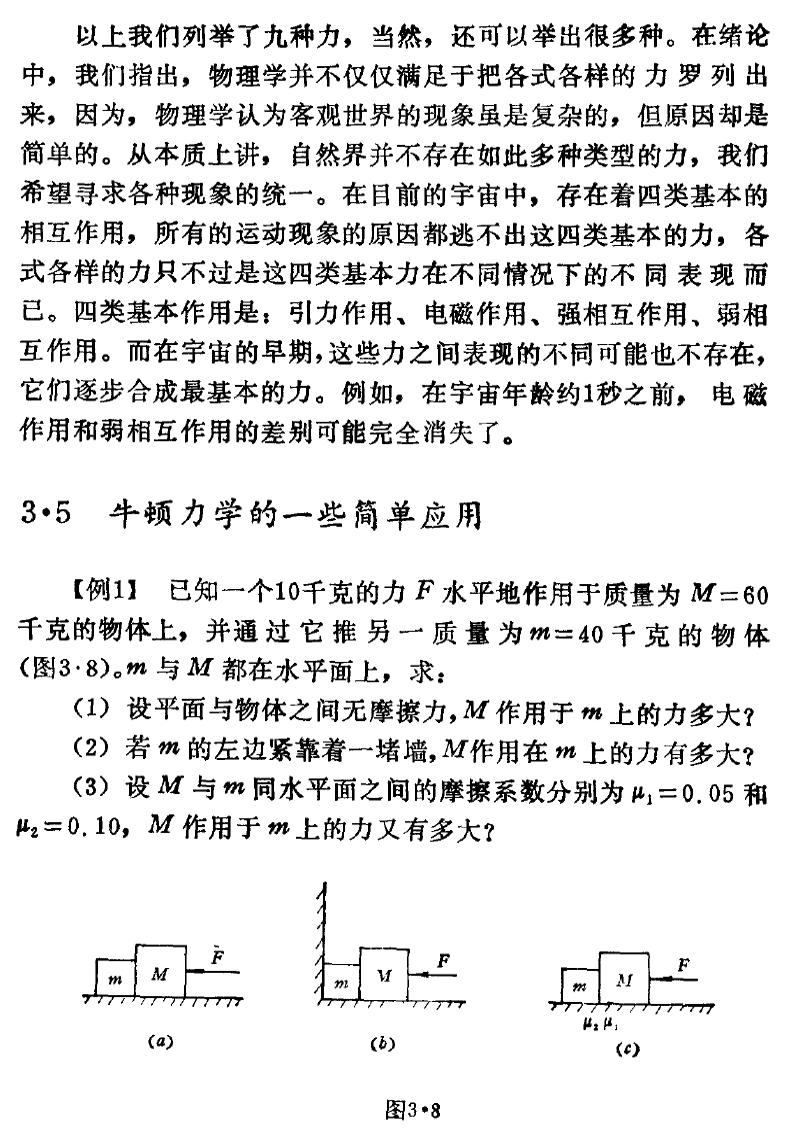 以上我们列举了九种力，当然，还可以举出很多种。在绪论
中，我们指出，物理学并不仅仅满足于把各式各样的力罗列出
来，因为，物理学认为客观世界的现象虽是复杂的，但原因却是
简单的。从本质上讲，自然界并不存在如此多种类型的力，我们
希望寻求各种现象的统一。在目前的宇宙中，存在着四类基本的
相互作用，所有的运动现象的原因都逃不出这四类基本的力，各
式各样的力只不过是这四类基本力在不同情况下的不同表现而
已。四类基本作用是：引力作用、电磁作用、强相互作用、弱相
互作用。而在宇宙的早期，这些力之间表现的不同可能也不存在，
它们逐步合成最基本的力。例如，在宇宙年龄约1秒之前，电磁
作用和弱相互作用的差别可能完全消失了。
3·5 牛顿力学的一些简单应用
【例1】 已知一个10千克的力 F 水平地作用于质量为 M=60
千克的物体上，并通过它推另一质量为 m=40 千克的物体
(图3·8)。m 与 M 都在水平面上，求：
(1) 设平面与物体之间无摩擦力，M 作用于 m 上的力多大？
(2) 若 m 的左边紧靠着一堵墙，M作用在 m 上的力有多大？
(3) 设 M 与 m 同水平面之间的摩擦系数分别为 μ₁=0.05 和
μ₂=0.10，M 作用于 m 上的力又有多大？
m M F
m M F
m M F
μ₂ μ₁
(a) (b) (c)
图3·8